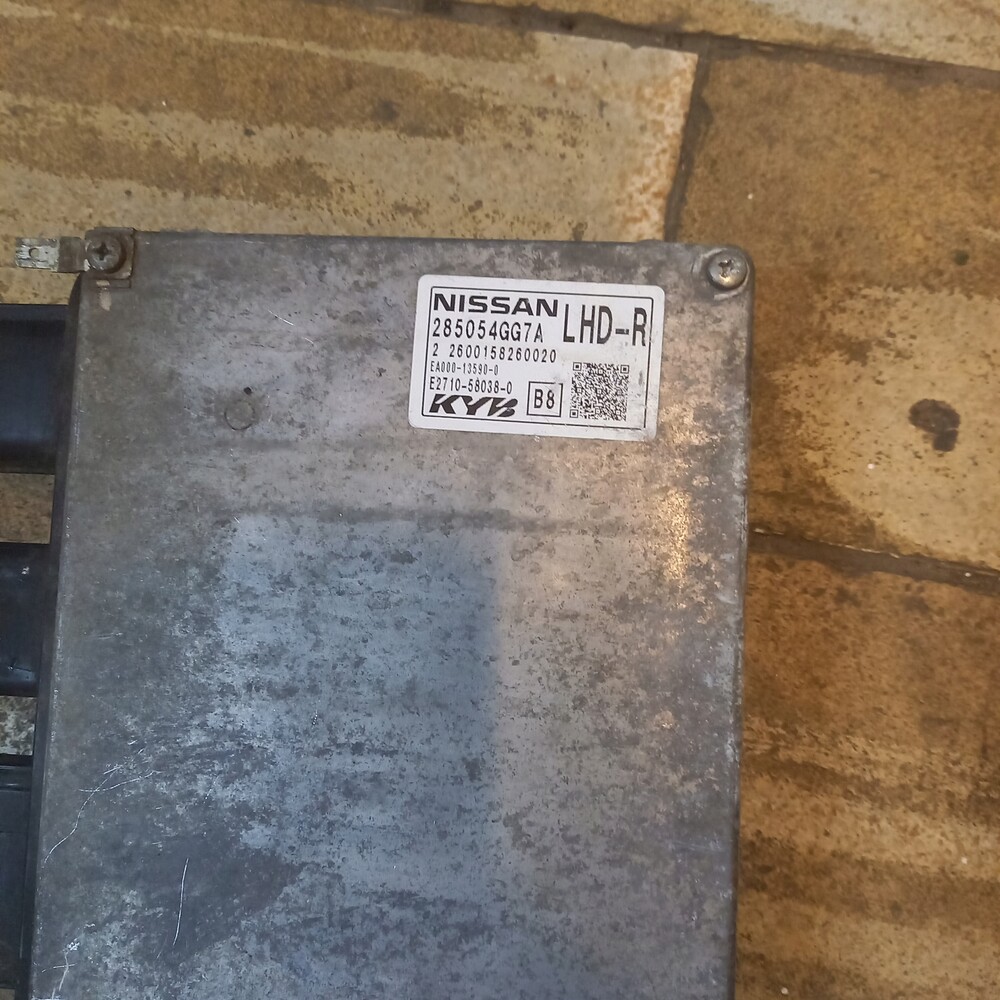 NISSAN LHD-R
285054GG7A
2 2600158260020
EA000-13590-0
E2710-58038-0
KYB B8